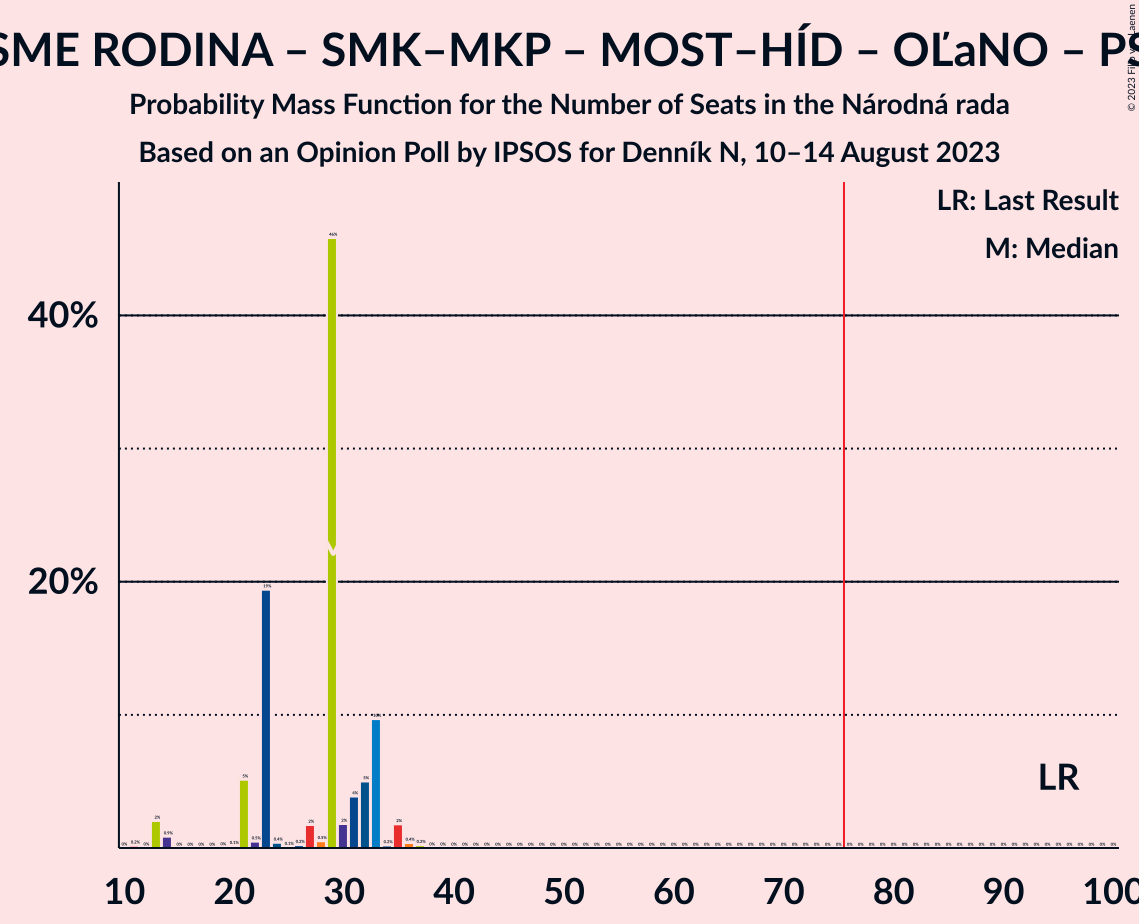 SME RODINA – SMK–MKP – MOST–HÍD – OĽaNO – PS
Probability Mass Function for the Number of Seats in the Národná rada
Based on an Opinion Poll by IPSOS for Denník N, 10–14 August 2023
© 2023 Filip van Laenen
LR: Last Result
M: Median
40%
20%
M
LR
10 20 30 40 50 60 70 80 90 100